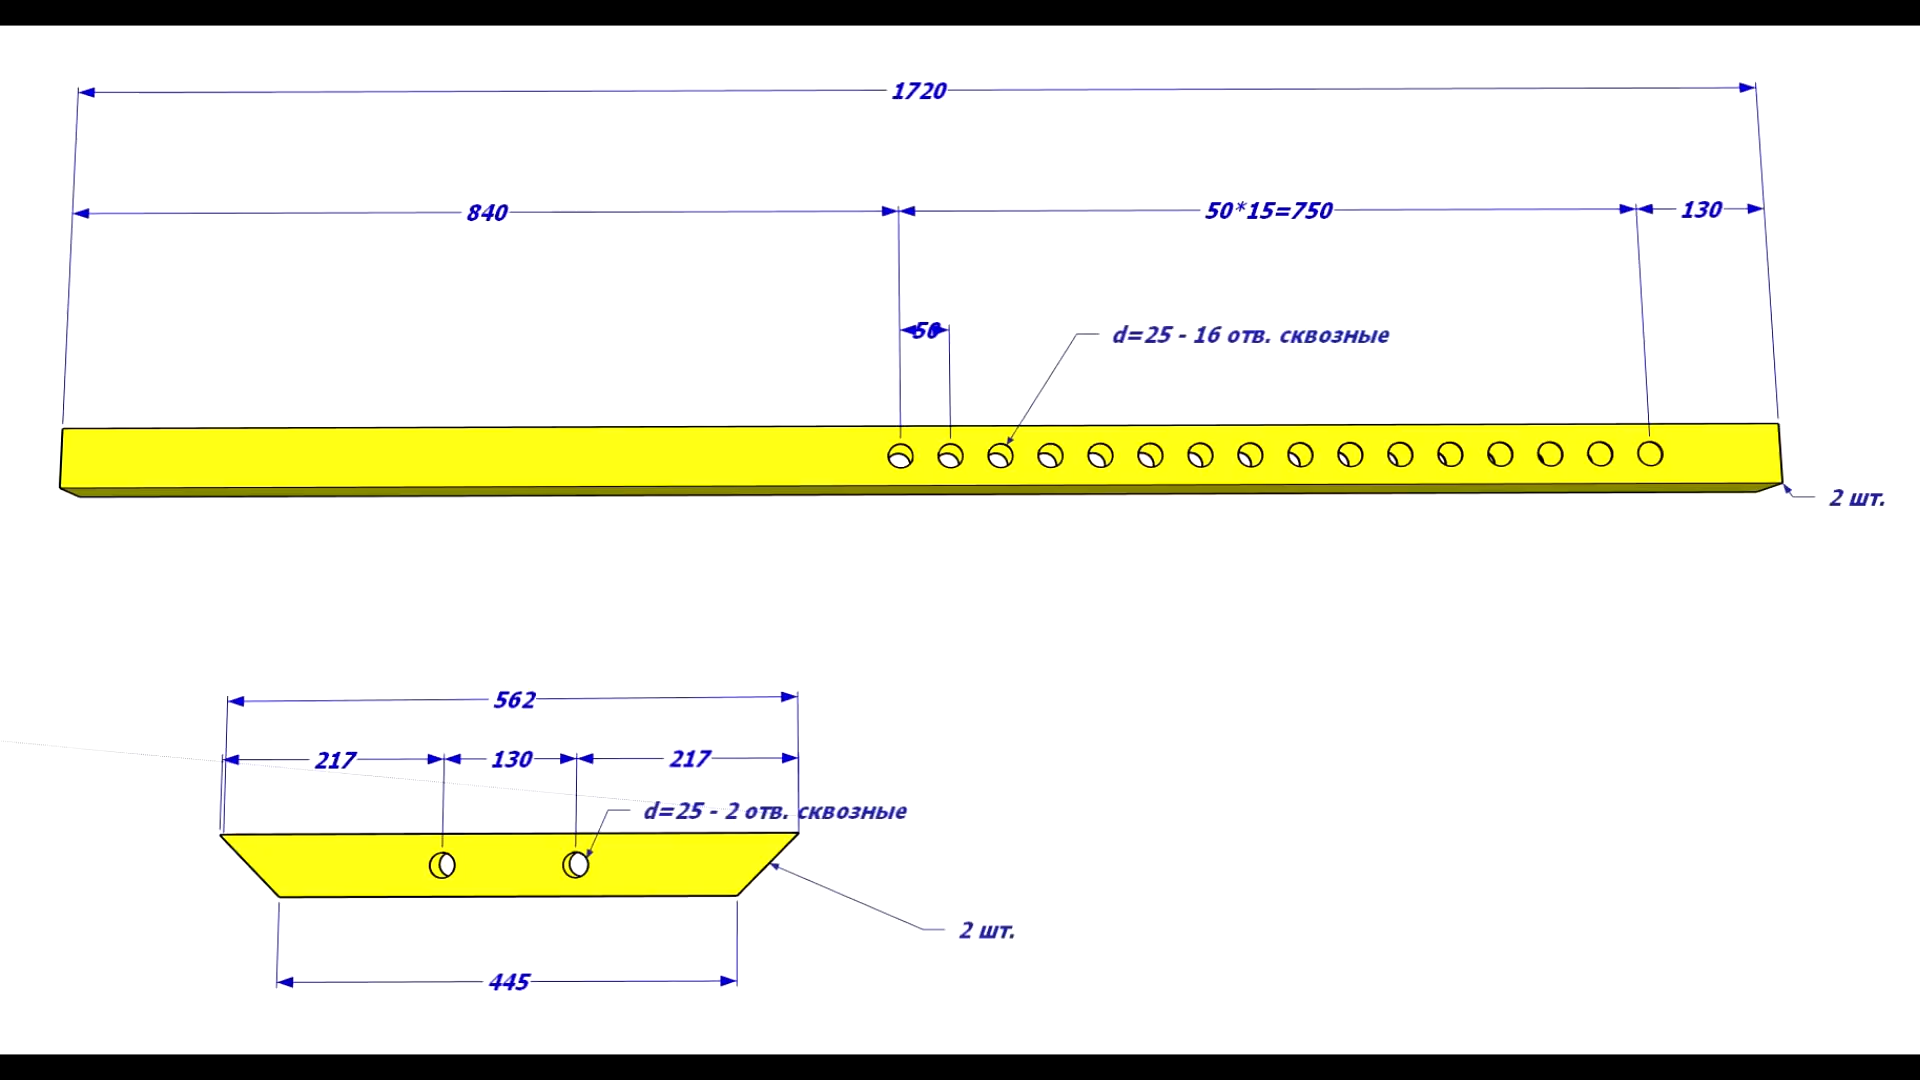 1720
840
50*15=750
130
50
d=25 - 16 отв. сквозные
2 шт.
562
217
130
217
d=25 - 2 отв. сквозные
2 шт.
445